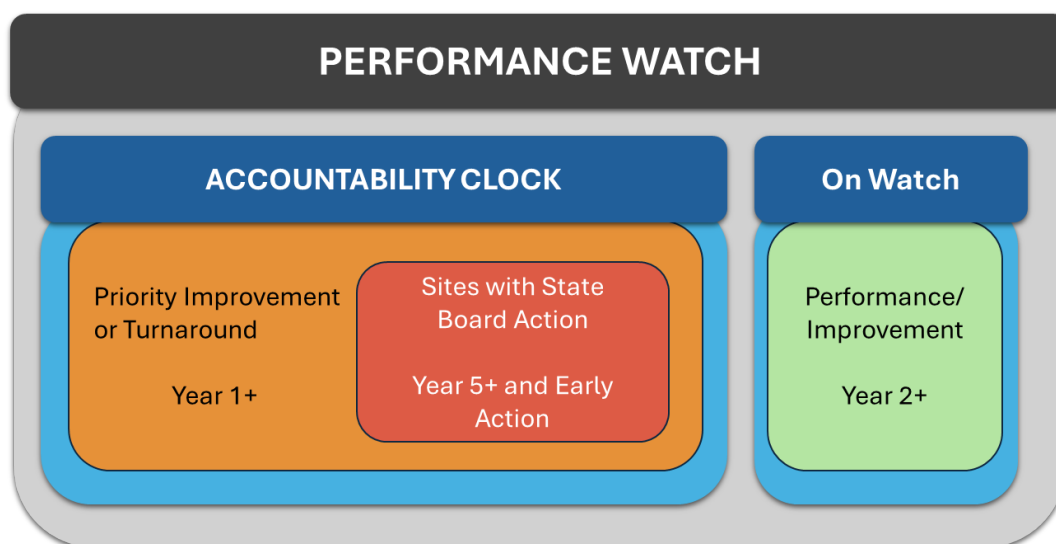 PERFORMANCE WATCH
ACCOUNTABILITY CLOCK
Priority Improvement
or Turnaround
Year 1+
Sites with State
Board Action
Year 5+ and Early
Action
On Watch
Performance/
Improvement
Year 2+